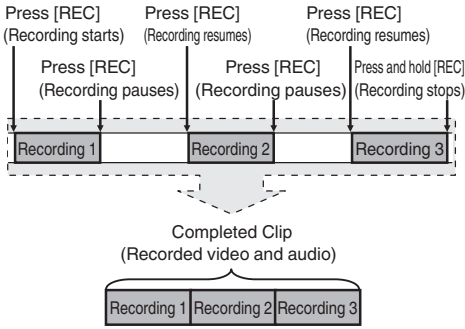 Press [REC]
(Recording starts)
Press [REC]
(Recording resumes)
Press [REC]
(Recording resumes)
Press [REC]
(Recording pauses)
Press [REC]
(Recording pauses)
Press and hold [REC]
(Recording stops)
Recording 1
Recording 2
Recording 3
Completed Clip
(Recorded video and audio)
Recording 1
Recording 2
Recording 3